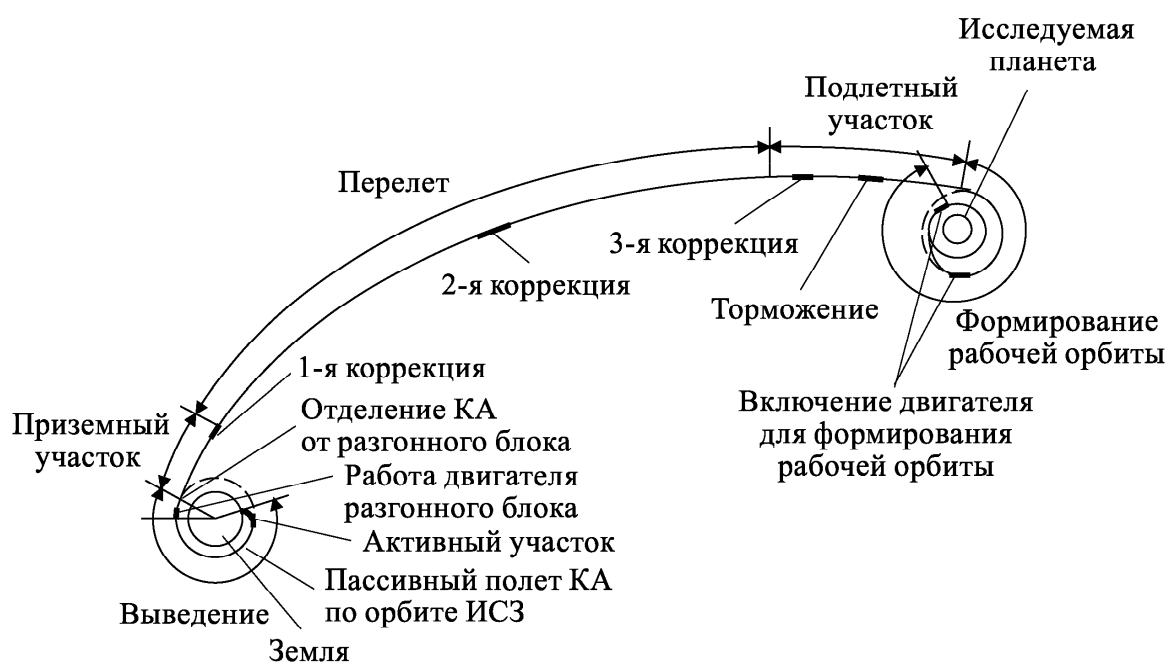 Исследуемая
планета
Подлетный
участок
Перелет
3-я коррекция
2-я коррекция
Торможение
Формирование
рабочей орбиты
1-я коррекция
Включение двигателя
для формирования
рабочей орбиты
Отделение КА
от разгонного блока
Приземный
участок
Работа двигателя
разгонного блока
Активный участок
Пассивный полет КА
по орбите ИСЗ
Выведение
Земля